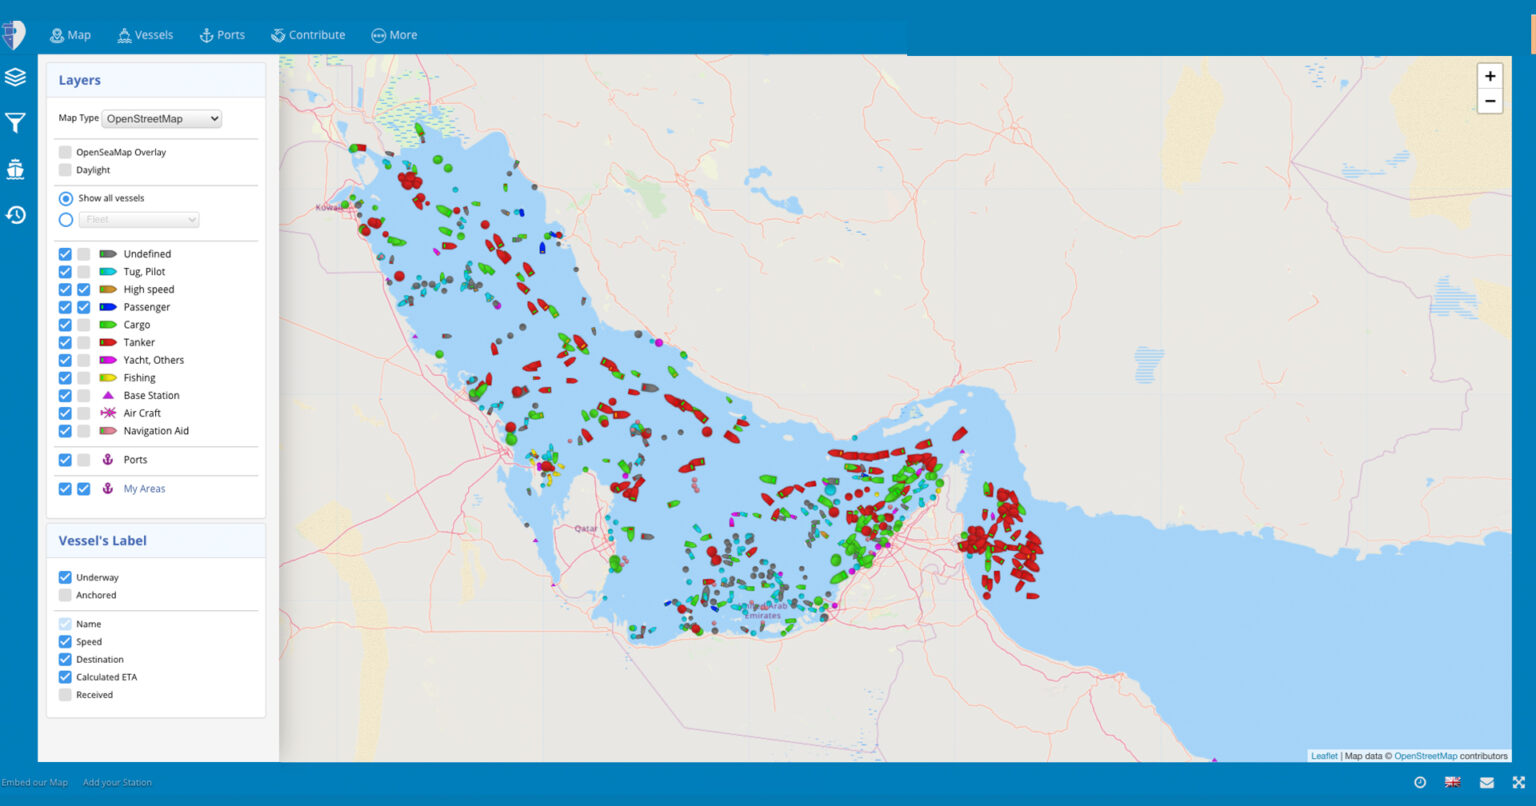 Map
Vessels
Ports
Contribute
More
Layers
Map Type OpenStreetMap
OpenSeaMap Overlay
Daylight
Show all vessels
Fleet
Undefined
Tug, Pilot
High speed
Passenger
Cargo
Tanker
Yacht, Others
Fishing
Base Station
Air Craft
Navigation Aid
Ports
My Areas
Vessel's Label
Underway
Anchored
Name
Speed
Destination
Calculated ETA
Received
Qatar
Emirates
+
−
Leaflet | Map data © OpenStreetMap contributors
Embed our Map
Add your Station